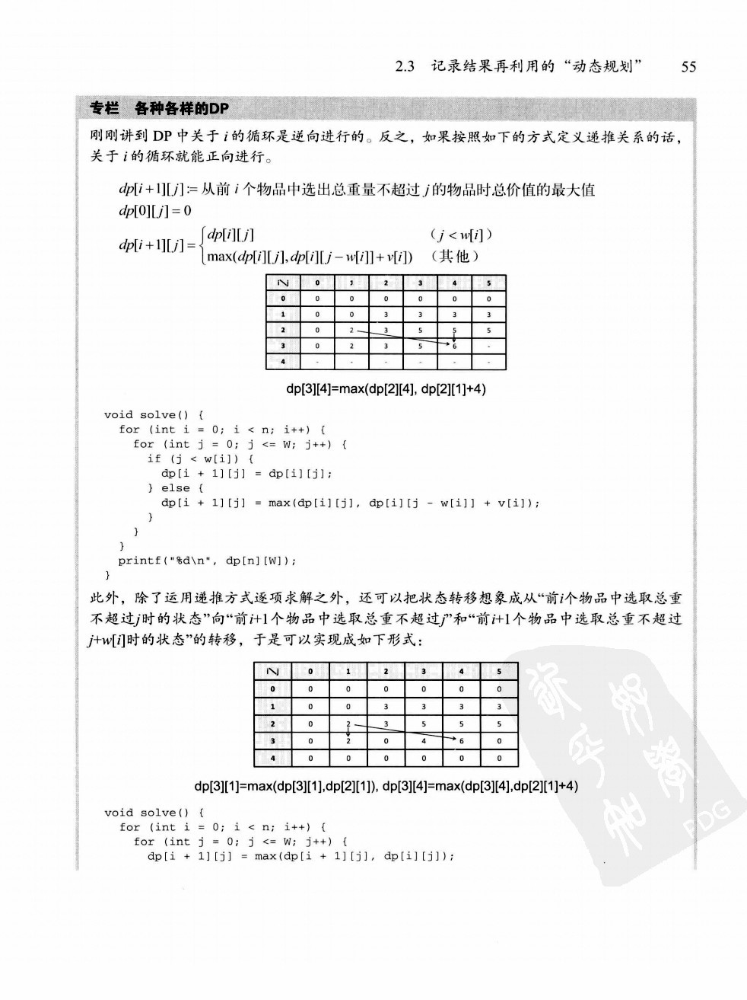 2.3 记录结果再利用的“动态规划” 55
专栏 各种各样的DP
刚刚讲到 DP 中关于 i 的循环是逆向进行的。反之，如果按照如下的方式定义递推关系的话，
关于 i 的循环就能正向进行。
dp[i+1][j]:=从前 i 个物品中选出总重量不超过 j 的物品时总价值的最大值
dp[0][j]=0
dp[i+1][j]={dp[i][j] （j<w[i]）
max(dp[i][j],dp[i][j-w[i]]+v[i]) （其他）
i\j 0 1 2 3 4 5
0 0 0 0 0 0 0
1 0 0 3 3 3 3
2 0 2 3 5 5 5
3 0 2 3 5 6 -
4 - - - - - -
dp[3][4]=max(dp[2][4], dp[2][1]+4)
void solve() {
for (int i = 0; i < n; i++) {
for (int j = 0; j <= W; j++) {
if (j < w[i]) {
dp[i + 1][j] = dp[i][j];
} else {
dp[i + 1][j] = max(dp[i][j], dp[i][j - w[i]] + v[i]);
}
}
}
printf("%d\n", dp[n][W]);
}
此外，除了运用递推方式逐项求解之外，还可以把状态转移想象成从“前i个物品中选取总重
不超过j时的状态”向“前i+1个物品中选取总重不超过j”和“前i+1个物品中选取总重不超过
j+w[i]时的状态”的转移，于是可以实现成如下形式：
i\j 0 1 2 3 4 5
0 0 0 0 0 0 0
1 0 0 3 3 3 3
2 0 2 3 5 5 5
3 0 2 0 4 6 0
4 0 0 0 0 0 0
dp[3][1]=max(dp[3][1],dp[2][1]), dp[3][4]=max(dp[3][4],dp[2][1]+4)
void solve() {
for (int i = 0; i < n; i++) {
for (int j = 0; j <= W; j++) {
dp[i + 1][j] = max(dp[i + 1][j], dp[i][j]);
PDG